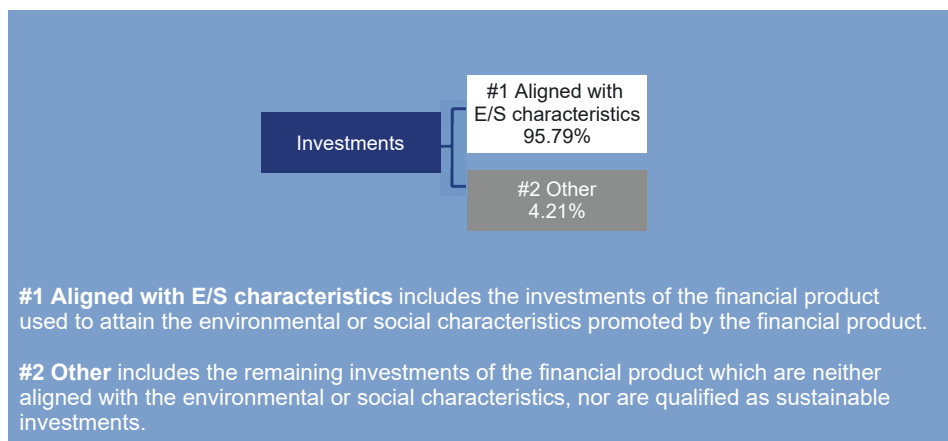 #1 Aligned with
E/S characteristics
95.79%
Investments
#2 Other
4.21%
#1 Aligned with E/S characteristics includes the investments of the financial product
used to attain the environmental or social characteristics promoted by the financial product.
#2 Other includes the remaining investments of the financial product which are neither
aligned with the environmental or social characteristics, nor are qualified as sustainable
investments.